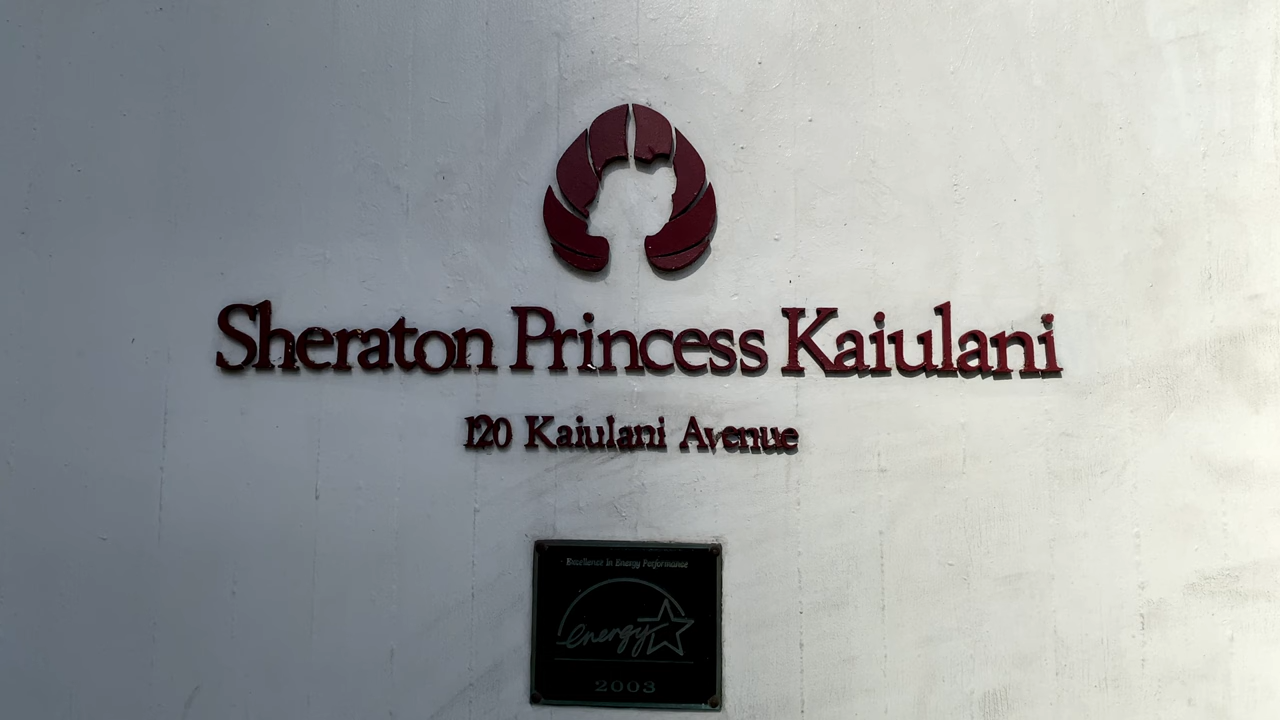 Sheraton Princess Kaiulani
120 Kaiulani Avenue
Excellence in Energy Performance
energy
2003